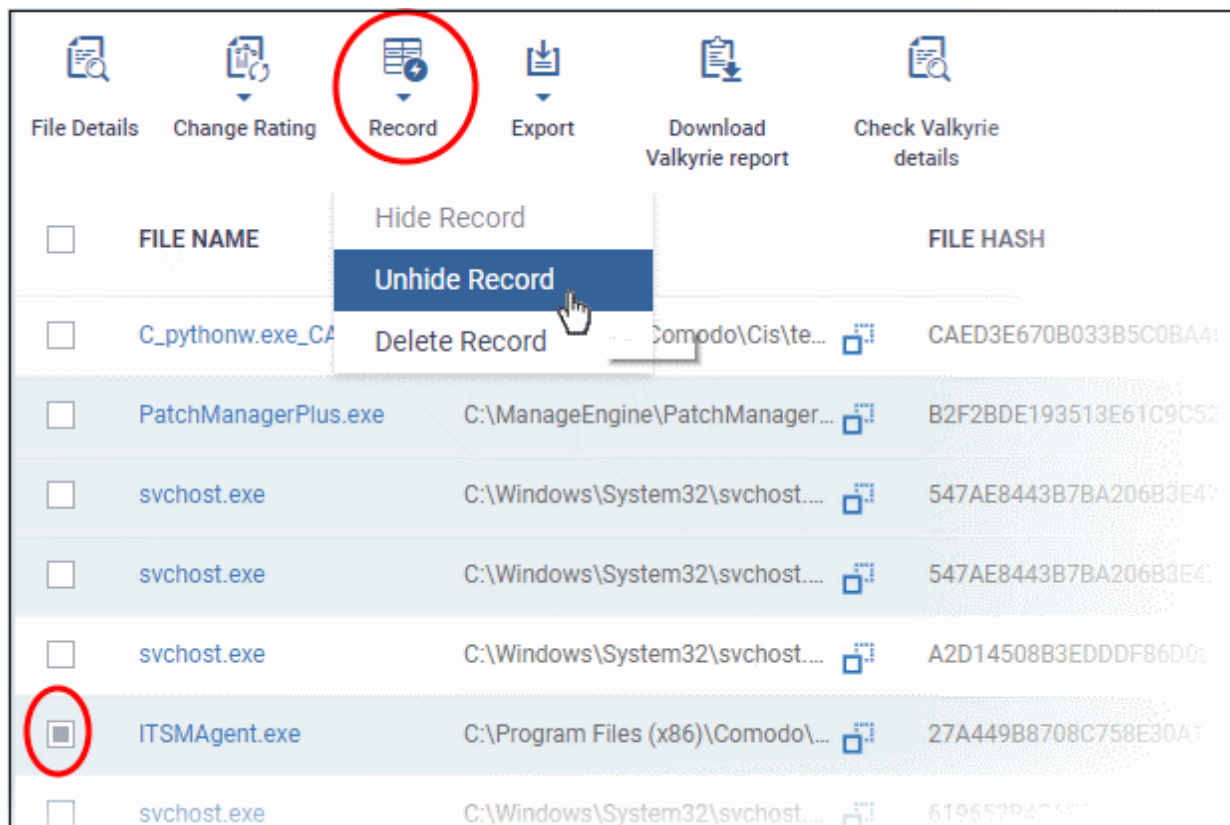 File Details
Change Rating
Record
Export
Download
Valkyrie report
Check Valkyrie
details
Hide Record
Unhide Record
Delete Record
FILE NAME
FILE HASH
C_pythonw.exe_CA
Comodo\Cis\te...
CAED3E670B033B5C0BA4
PatchManagerPlus.exe
C:\ManageEngine\PatchManager...
B2F2BDE193513E61C9C52
svchost.exe
C:\Windows\System32\svchost....
547AE8443B7BA206B3E47
svchost.exe
C:\Windows\System32\svchost....
547AE8443B7BA206B3E4
svchost.exe
C:\Windows\System32\svchost....
A2D14508B3EDDDF86D0
ITSMAgent.exe
C:\Program Files (x86)\Comodo\...
27A449B8708C758E30A
svchost.exe
C:\Windows\System32\svchost....